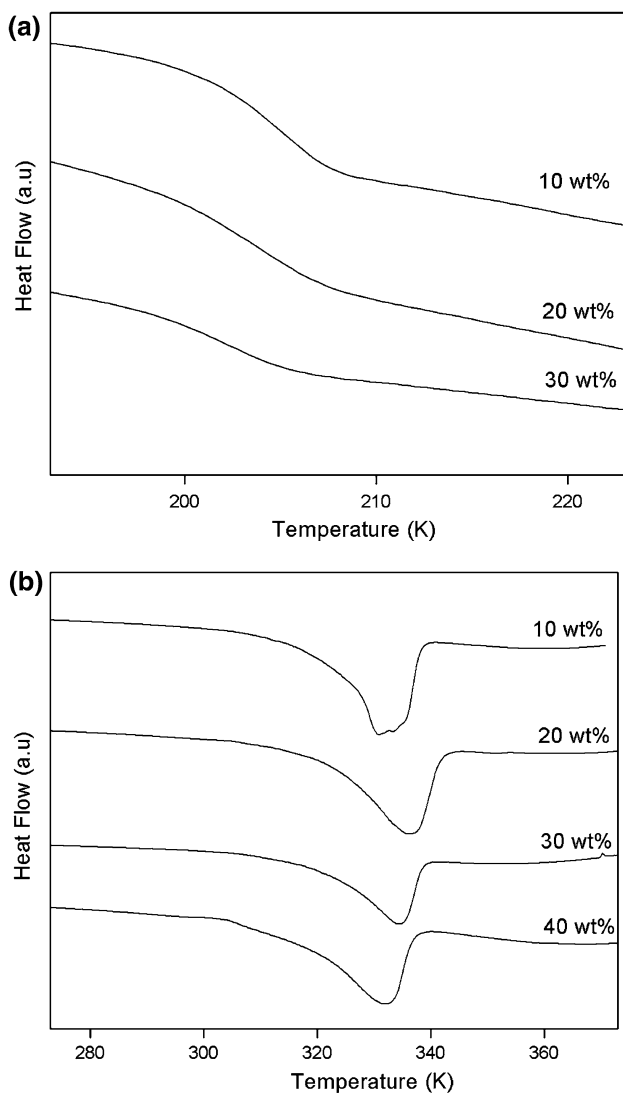 (a)
Heat Flow (a.u)
10 wt%
20 wt%
30 wt%
200 210 220
Temperature (K)
(b)
Heat Flow (a.u)
10 wt%
20 wt%
30 wt%
40 wt%
280 300 320 340 360
Temperature (K)